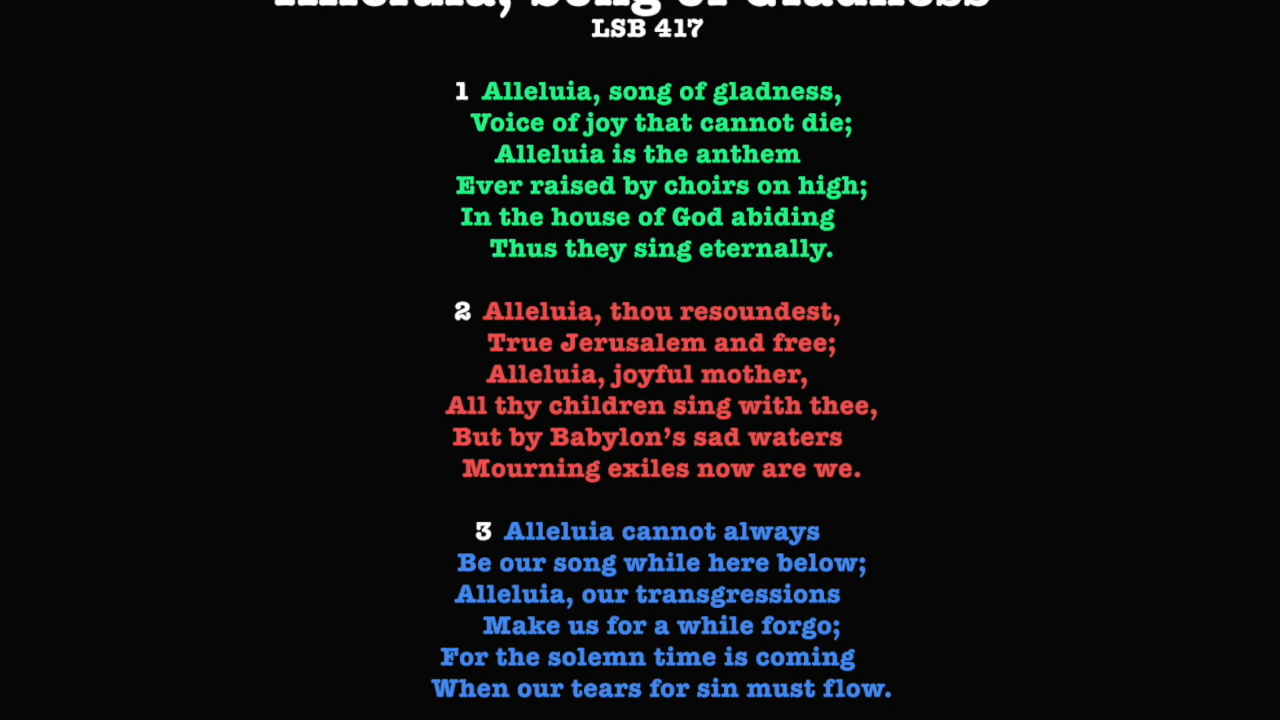 Alleluia, Song of Gladness
LSB 417
1 Alleluia, song of gladness,
Voice of joy that cannot die;
Alleluia is the anthem
Ever raised by choirs on high;
In the house of God abiding
Thus they sing eternally.
2 Alleluia, thou resoundest,
True Jerusalem and free;
Alleluia, joyful mother,
All thy children sing with thee,
But by Babylon’s sad waters
Mourning exiles now are we.
3 Alleluia cannot always
Be our song while here below;
Alleluia, our transgressions
Make us for a while forgo;
For the solemn time is coming
When our tears for sin must flow.